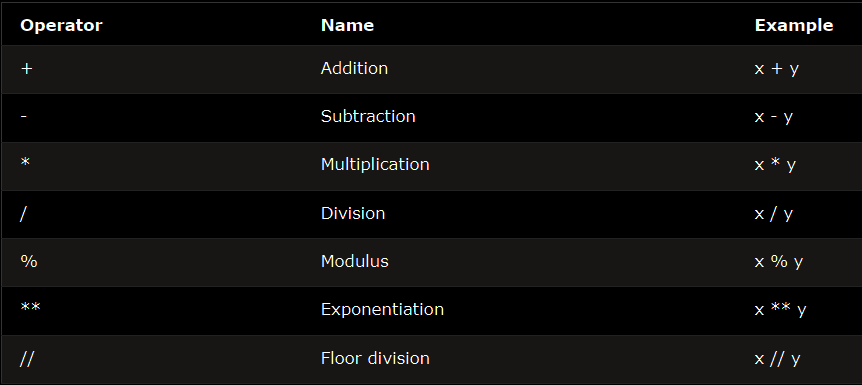 Operator Name Example
+ Addition x + y
- Subtraction x - y
* Multiplication x * y
/ Division x / y
% Modulus x % y
** Exponentiation x ** y
// Floor division x // y